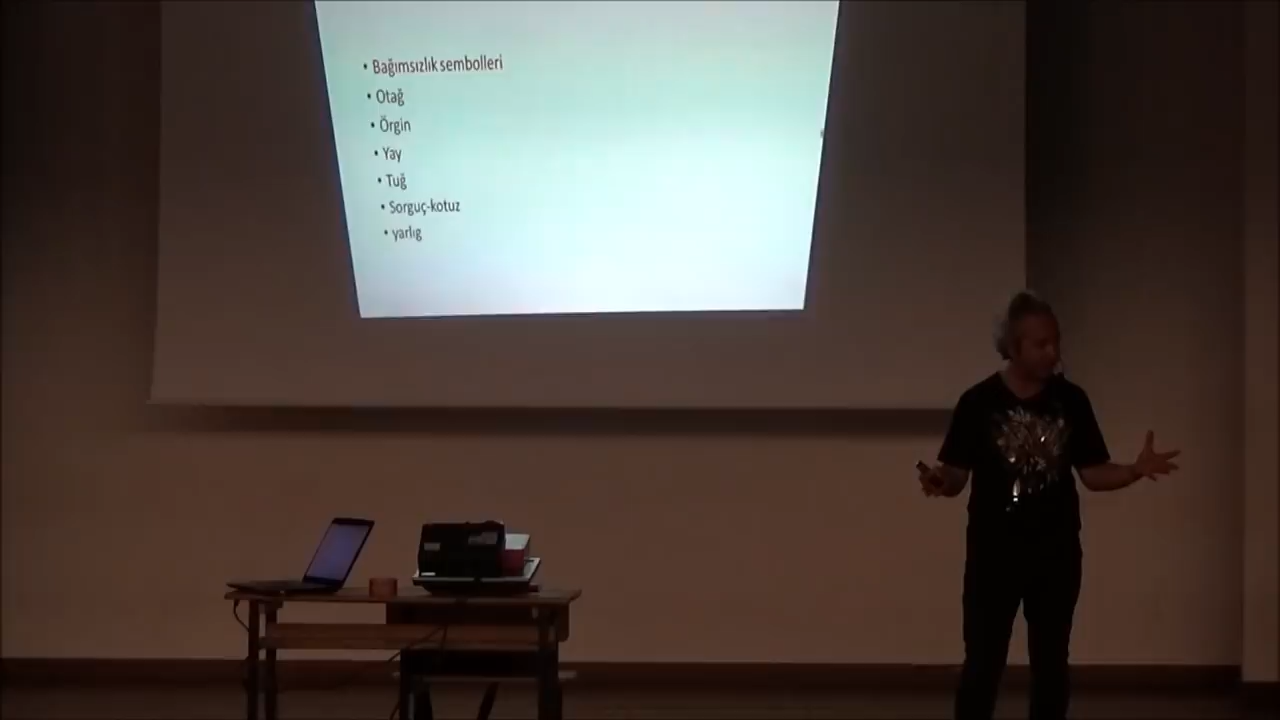 • Bağımsızlık sembolleri
• Otağ
• Örgin
• Yay
• Tuğ
• Sorguç-kotuz
• yarlıg